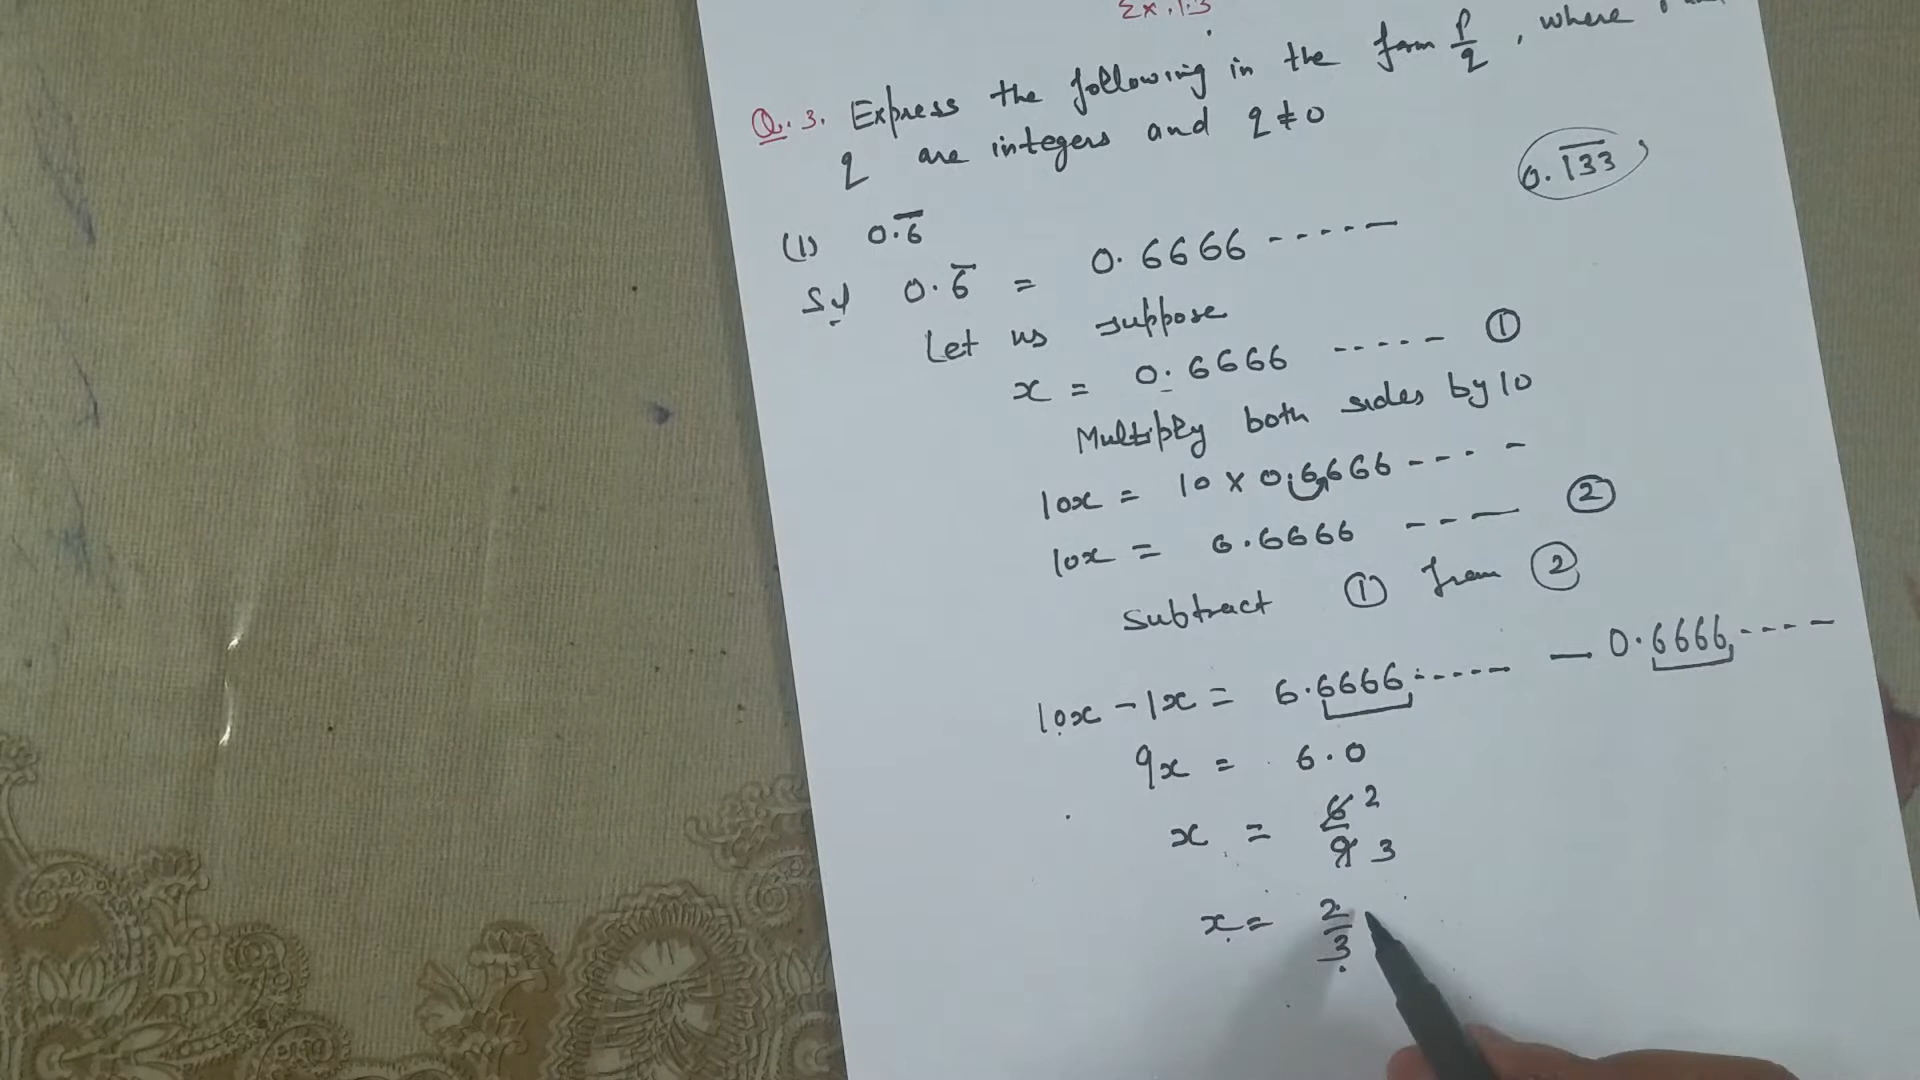 Ex. 1.3
Q. 3. Express the following in the form p/q, where
q are integers and q ≠ 0
0.1̅3̅3̅
(1) 0.6̅
Sol 0.6̅ = 0.6666 -----
Let us suppose
x = 0.6666 ----- ①
Multiply both sides by 10
10x = 10 x 0.6666 ----
10x = 6.6666 ---- ②
Subtract ① from ②
10x - 1x = 6.6666 ----- — 0.6666 ----
9x = 6.0
x = 6/9 2/3
x = 2/3